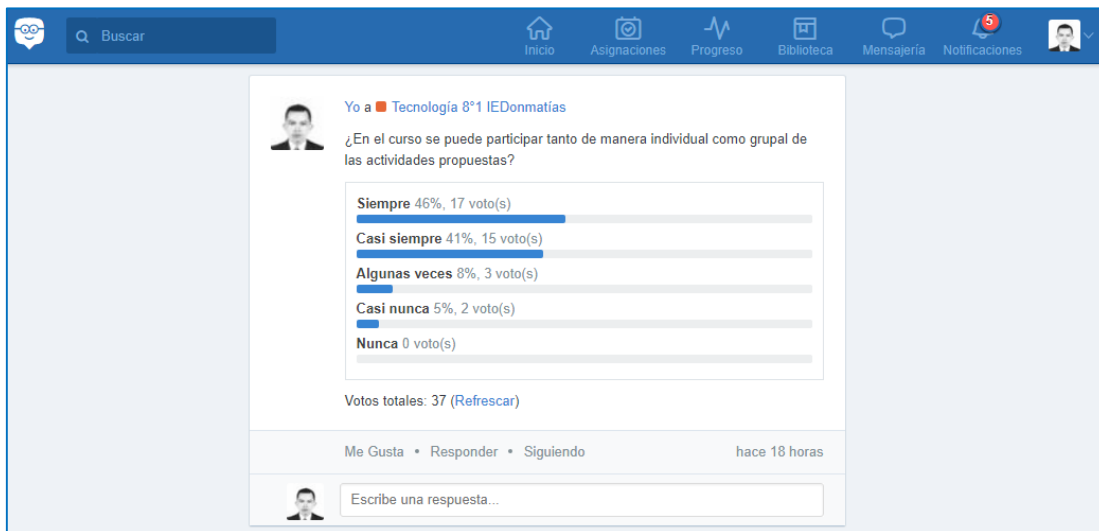 Buscar
Inicio
Asignaciones
Progreso
Biblioteca
Mensajería
5
Notificaciones
Yo a Tecnología 8°1 IEDonmatías
¿En el curso se puede participar tanto de manera individual como grupal de
las actividades propuestas?
Siempre 46%, 17 voto(s)
Casi siempre 41%, 15 voto(s)
Algunas veces 8%, 3 voto(s)
Casi nunca 5%, 2 voto(s)
Nunca 0 voto(s)
Votos totales: 37 (Refrescar)
Me Gusta • Responder • Siguiendo hace 18 horas
Escribe una respuesta...